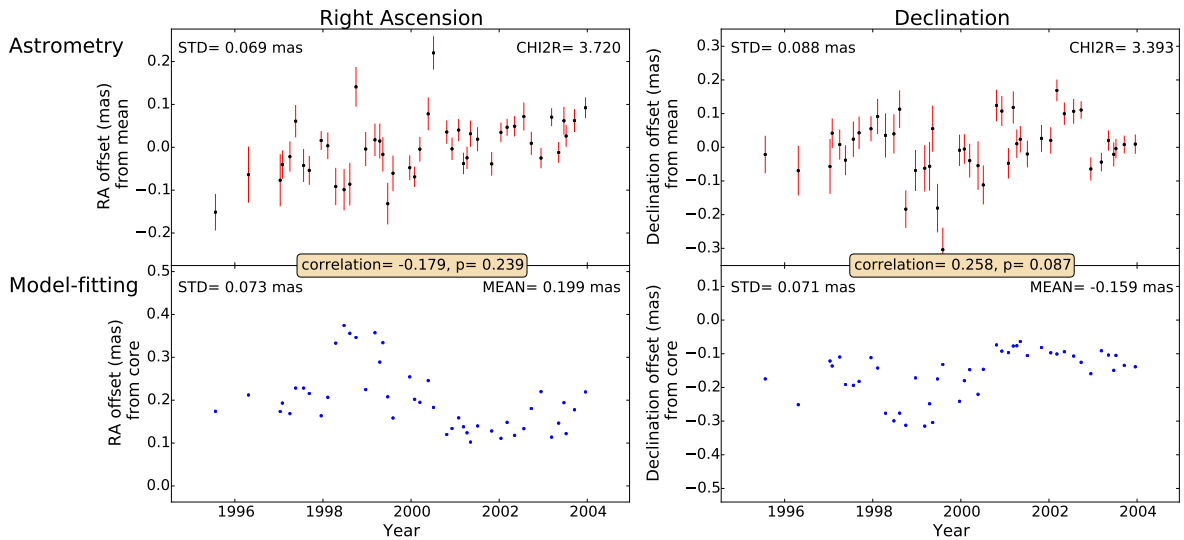 Right Ascension
Declination
Astrometry
STD= 0.069 mas
CHI2R= 3.720
STD= 0.088 mas
CHI2R= 3.393
RA offset (mas)
from mean
0.2
0.1
0.0
−0.1
−0.2
Declination offset (mas)
from mean
0.3
0.2
0.1
0.0
−0.1
−0.2
−0.3
correlation= -0.179, p= 0.239
correlation= 0.258, p= 0.087
Model-fitting
STD= 0.073 mas
MEAN= 0.199 mas
STD= 0.071 mas
MEAN= -0.159 mas
RA offset (mas)
from core
0.5
0.4
0.3
0.2
0.1
0.0
Declination offset (mas)
from core
0.1
0.0
−0.1
−0.2
−0.3
−0.4
−0.5
1996
1998
2000
2002
2004
Year
1996
1998
2000
2002
2004
Year